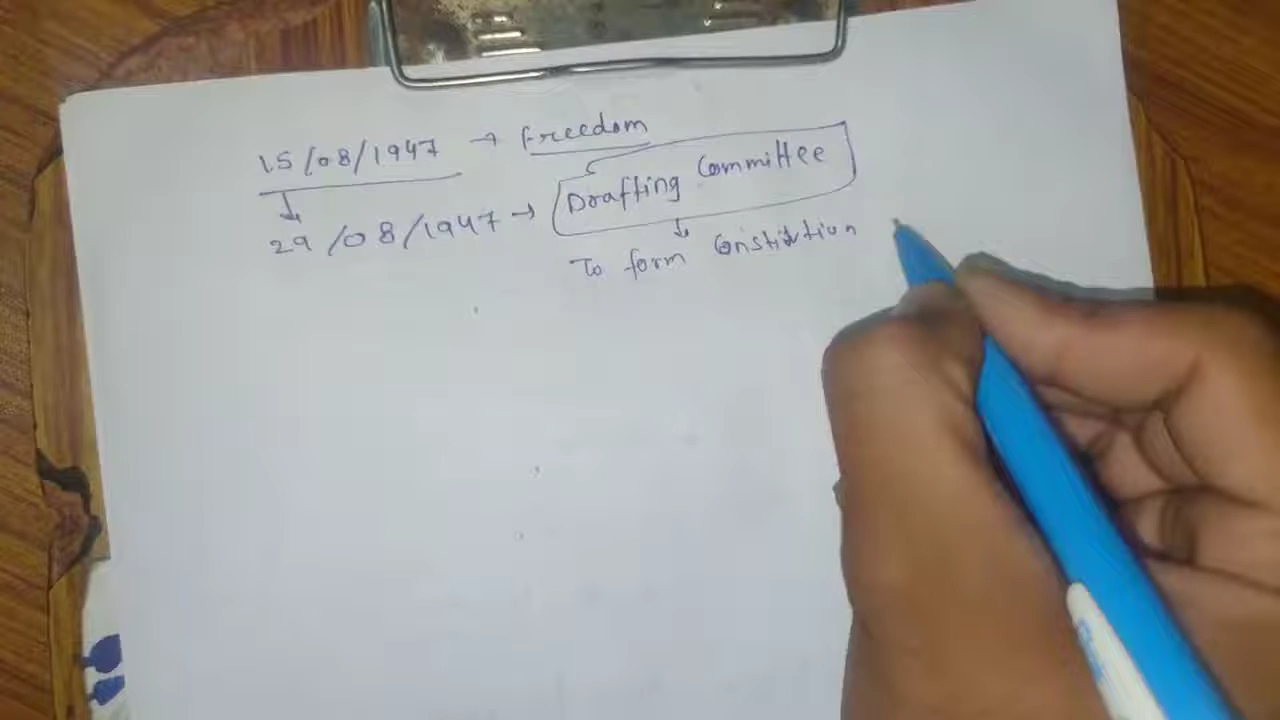 15/08/1947 → freedom
29/08/1947 → Drafting Committee
To form Constitution